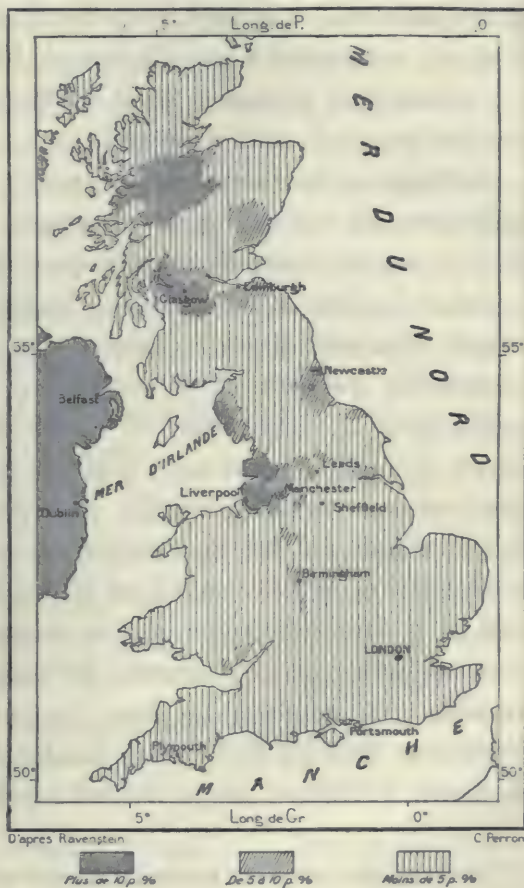 Long. de P.
5° 0
MER DU NORD
Glasgow
Edinburgh
55° 55°
Newcastle
Belfast
MER D'IRLANDE
Leeds
Liverpool
Manchester
Dublin
Sheffield
Birmingham
LONDON
Portsmouth
Plymouth
MANCHE
50° 50°
5° Long. de Gr 0°
D'après Ravenstein C. Perron
Plus de 10 p. % De 5 à 10 p. % Moins de 5 p. %